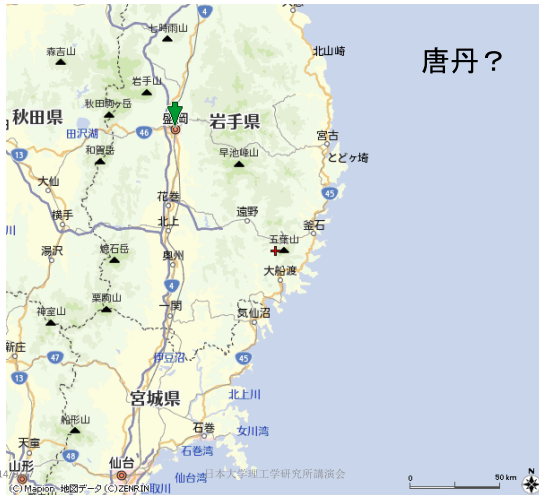 唐丹？
4
七時雨山
森吉山
北山崎
岩手山
秋田駒ヶ岳
秋田県
盛岡
岩手県
田沢湖
46
宮古
13
和賀岳
早池峰山
とどヶ埼
大仙
45
花巻
横手
遠野
北上
釜石
川
五葉山
湯沢
焼石岳
奥州
大船渡
4
栗駒山
神室山
一関
気仙沼
新庄
47
伊豆沼
45
13
宮城県
北上川
船形山
石巻
女川湾
天童
48
石巻湾
山形
仙台
日本大学理工学研究所講演会
仙台湾
0
50 km
N
(C) Mapion 地図データ(C)ZENRIN
取川